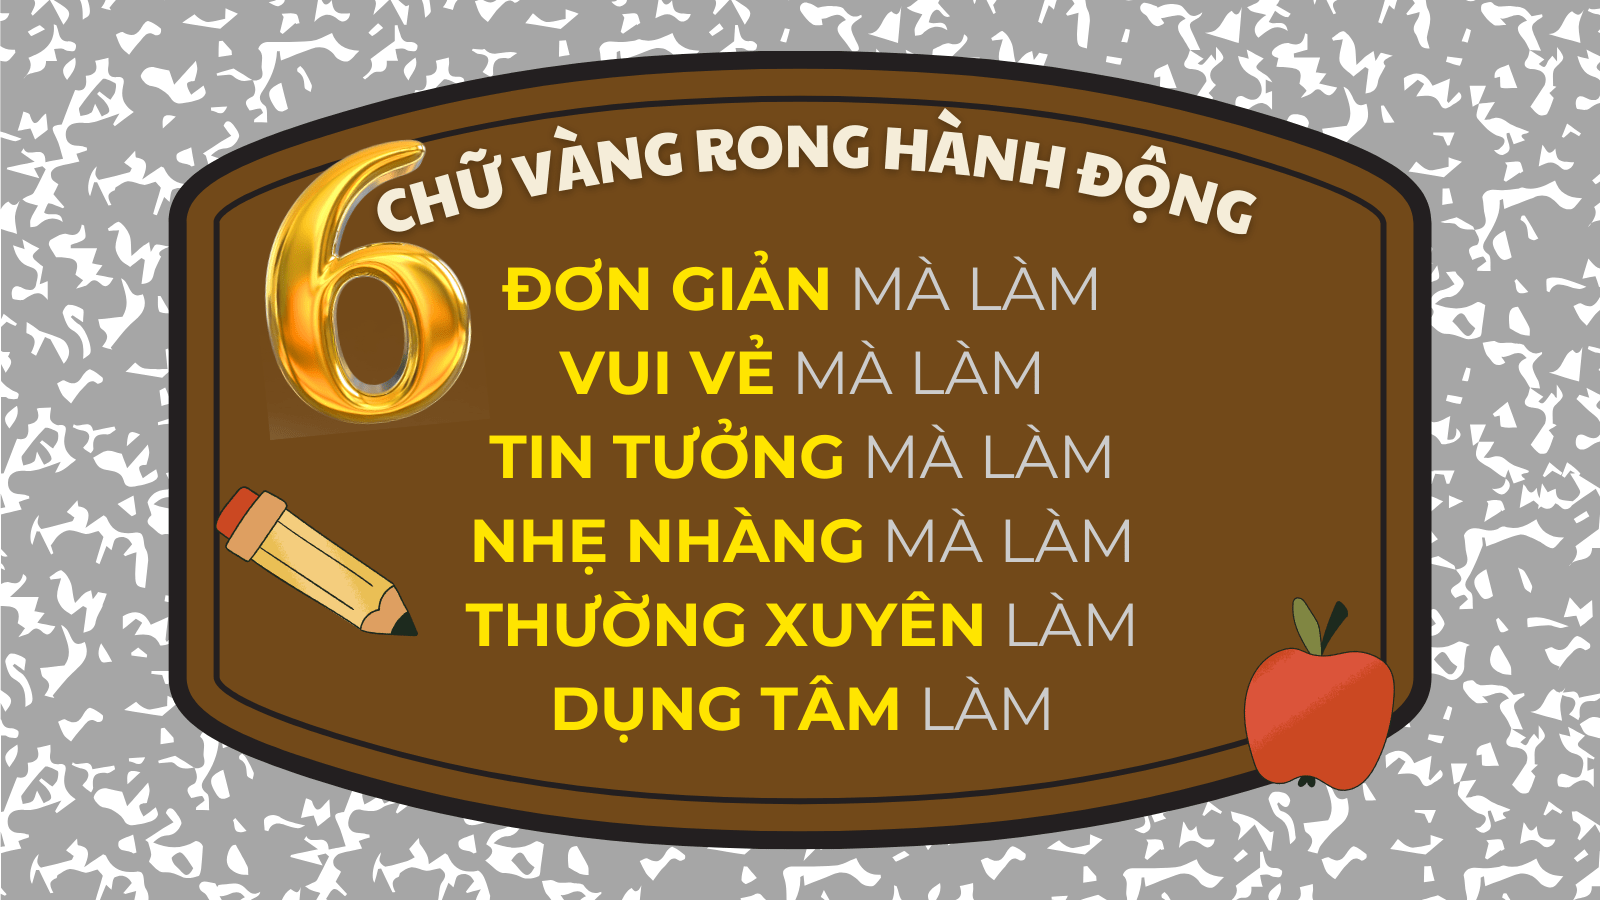 6 CHỮ VÀNG RONG HÀNH ĐỘNG
ĐƠN GIẢN MÀ LÀM
VUI VẺ MÀ LÀM
TIN TƯỞNG MÀ LÀM
NHẸ NHÀNG MÀ LÀM
THƯỜNG XUYÊN LÀM
DỤNG TÂM LÀM